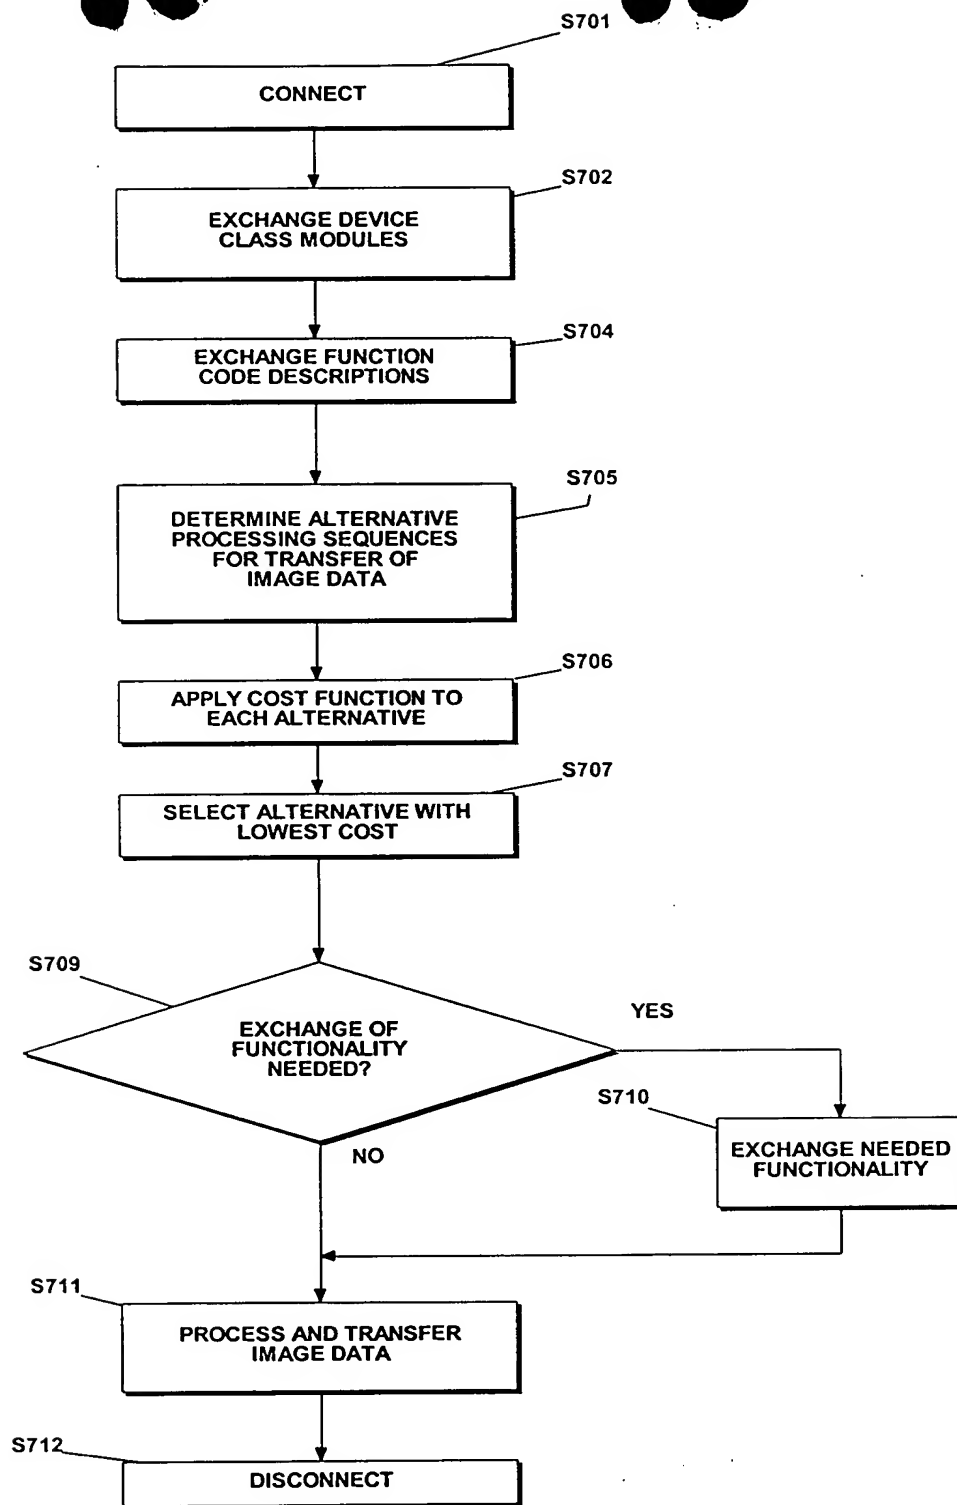 S701
CONNECT
S702
EXCHANGE DEVICE
CLASS MODULES
S704
EXCHANGE FUNCTION
CODE DESCRIPTIONS
S705
DETERMINE ALTERNATIVE
PROCESSING SEQUENCES
FOR TRANSFER OF
IMAGE DATA
S706
APPLY COST FUNCTION TO
EACH ALTERNATIVE
S707
SELECT ALTERNATIVE WITH
LOWEST COST
S709
EXCHANGE OF
FUNCTIONALITY
NEEDED?
YES
S710
EXCHANGE NEEDED
FUNCTIONALITY
NO
S711
PROCESS AND TRANSFER
IMAGE DATA
S712
DISCONNECT